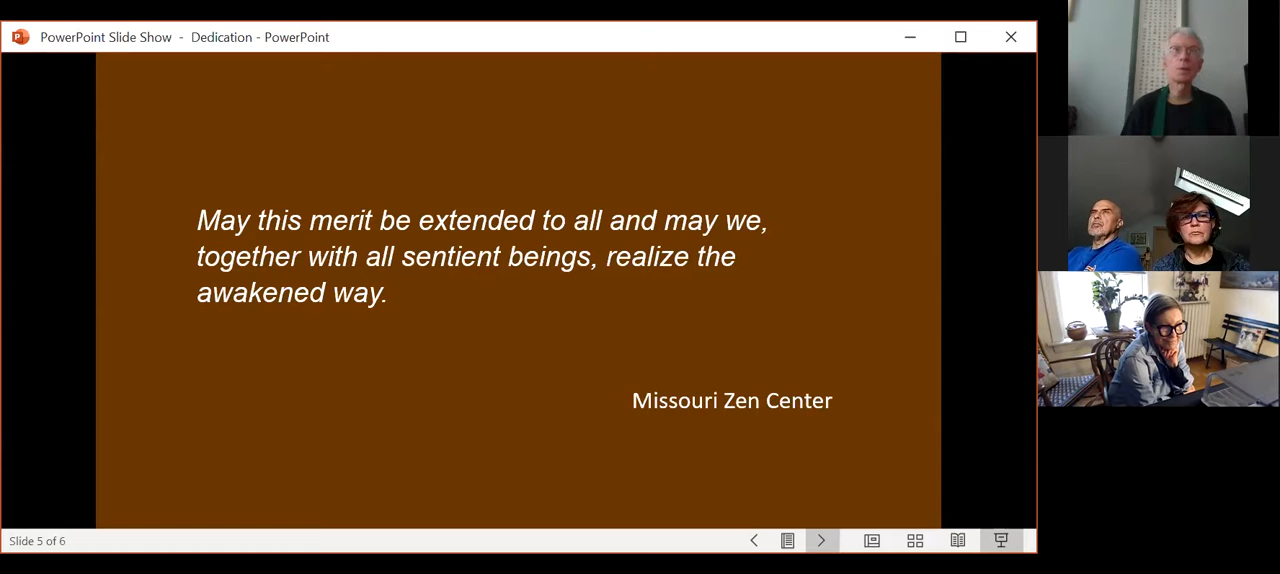 PowerPoint Slide Show - Dedication - PowerPoint
May this merit be extended to all and may we,
together with all sentient beings, realize the
awakened way.
Missouri Zen Center
Slide 5 of 6